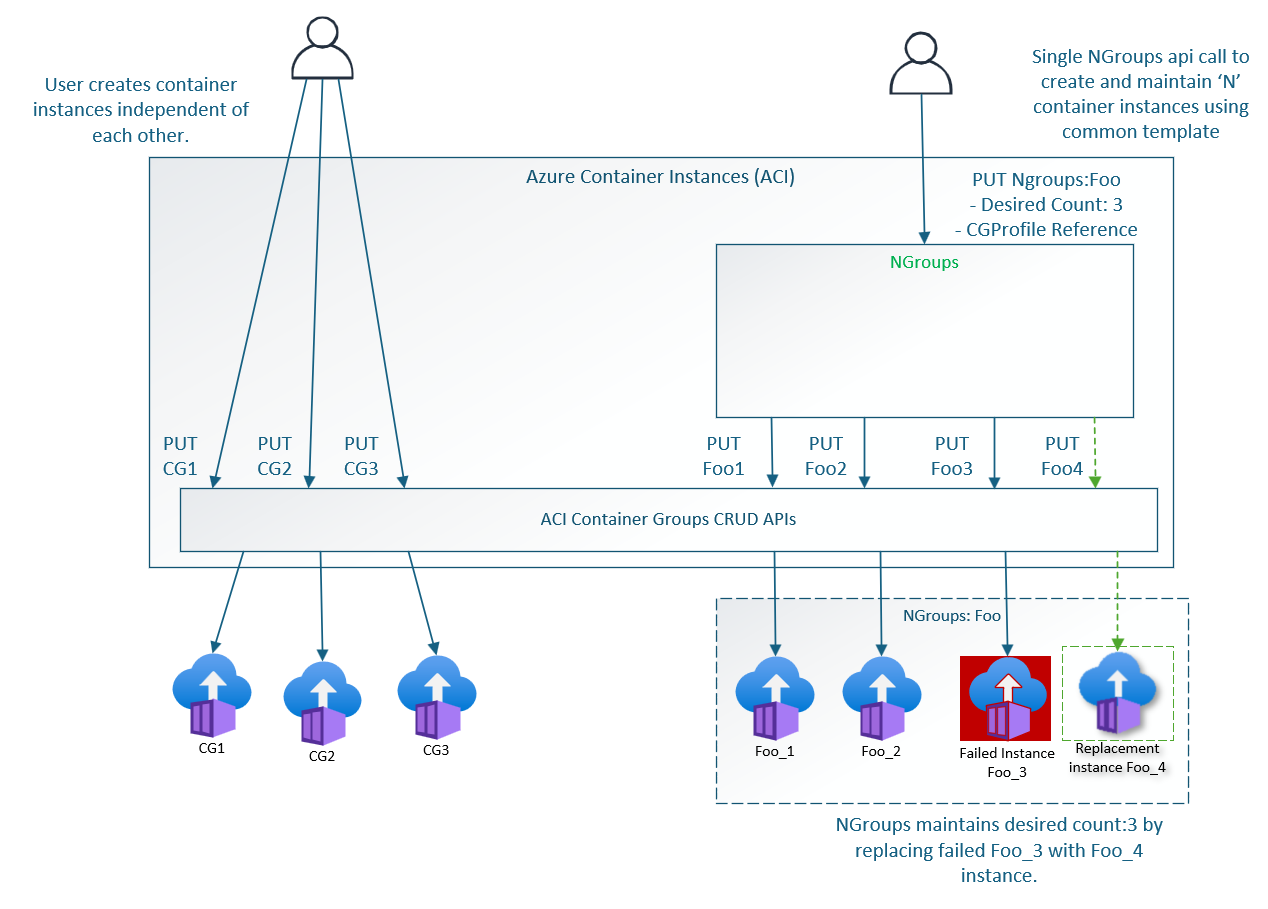 User creates container
instances independent of
each other.
Single NGroups api call to
create and maintain ‘N’
container instances using
common template
Azure Container Instances (ACI)
PUT Ngroups:Foo
- Desired Count: 3
- CGProfile Reference
NGroups
PUT
CG1
PUT
CG2
PUT
CG3
PUT
Foo1
PUT
Foo2
PUT
Foo3
PUT
Foo4
ACI Container Groups CRUD APIs
NGroups: Foo
CG1
CG2
CG3
Foo_1
Foo_2
Failed Instance
Foo_3
Replacement
instance Foo_4
NGroups maintains desired count:3 by
replacing failed Foo_3 with Foo_4
instance.